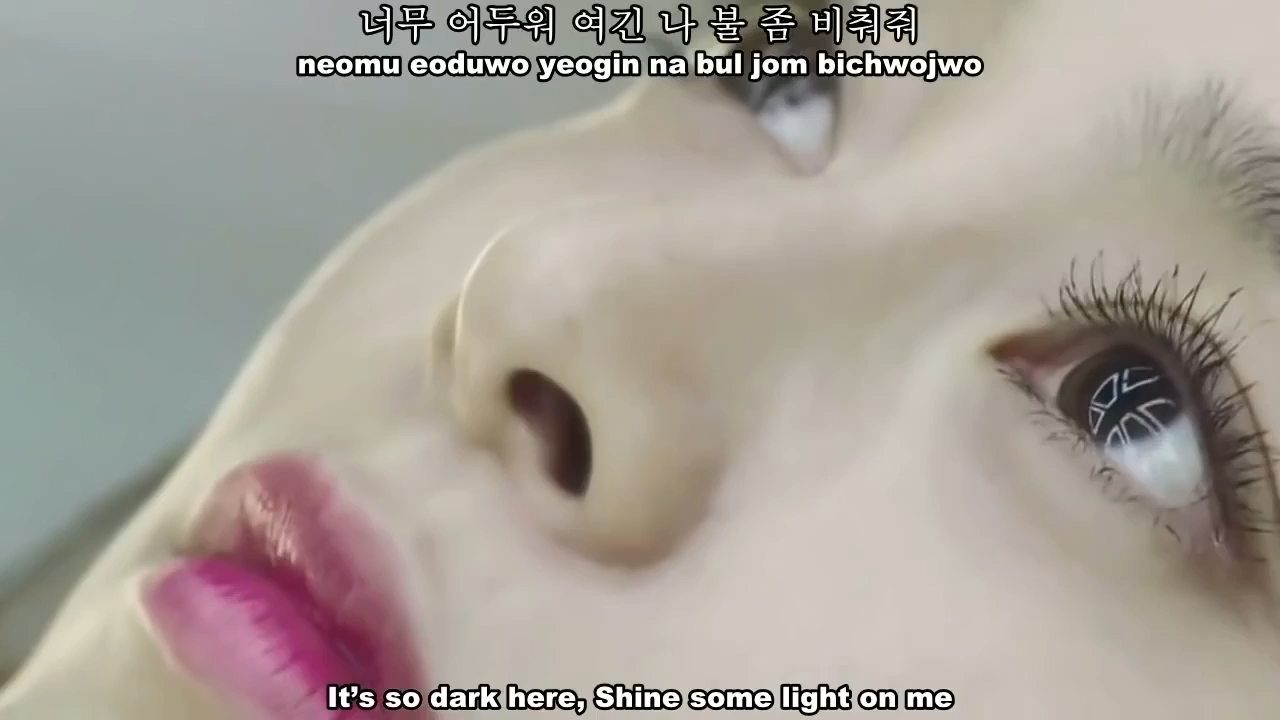 너무 어두워 여긴 나 불 좀 비춰줘
neomu eoduwo yeogin na bul jom bichwojwo
It’s so dark here, Shine some light on me